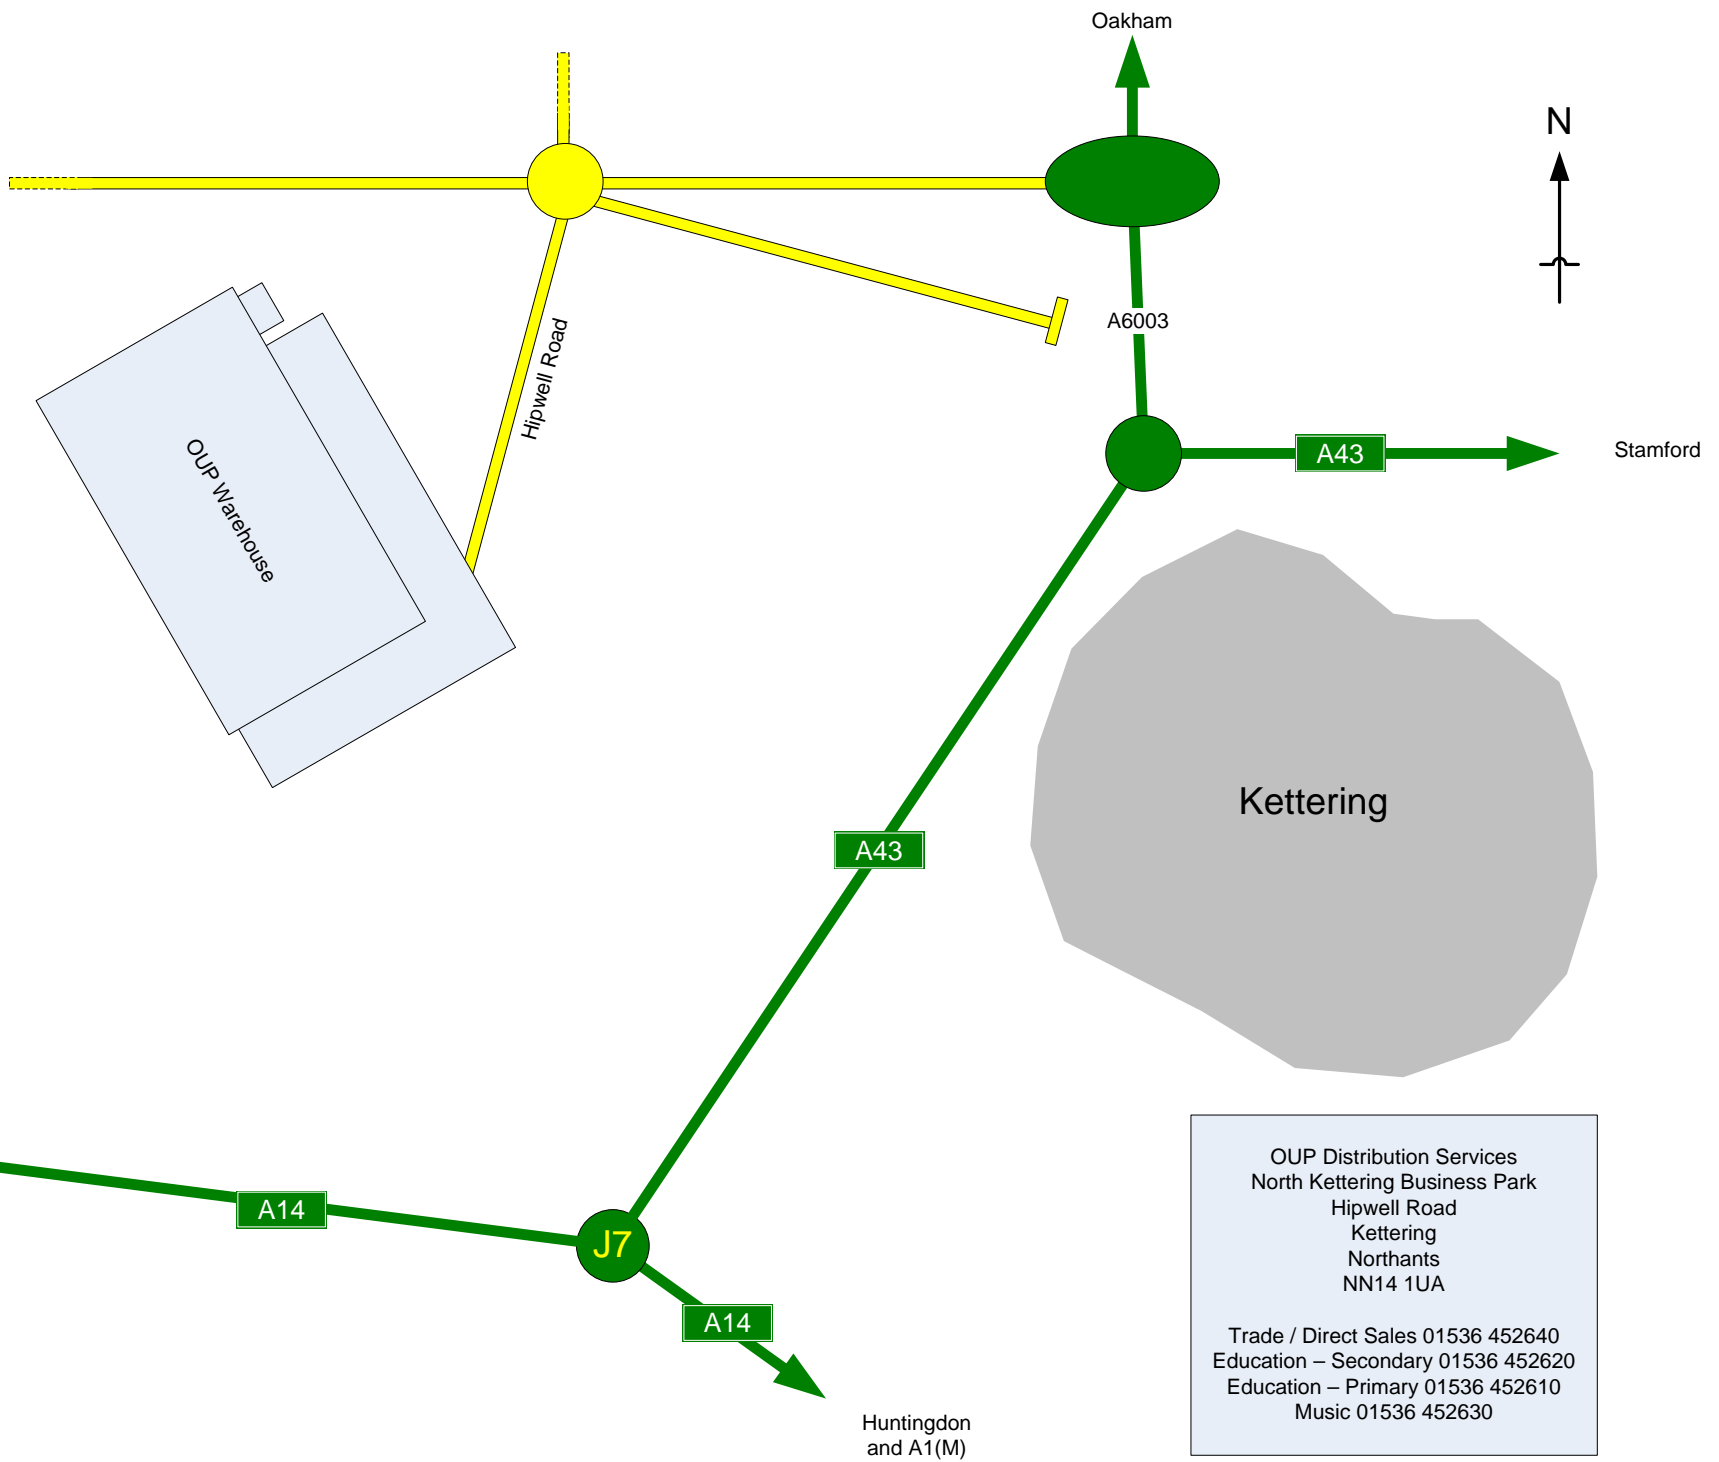 Oakham
N
A6003
Hipwell Road
A43
Stamford
OUP Warehouse
Kettering
A43
A14
J7
A14
Huntingdon
and A1(M)
OUP Distribution Services
North Kettering Business Park
Hipwell Road
Kettering
Northants
NN14 1UA
Trade / Direct Sales 01536 452640
Education – Secondary 01536 452620
Education – Primary 01536 452610
Music 01536 452630